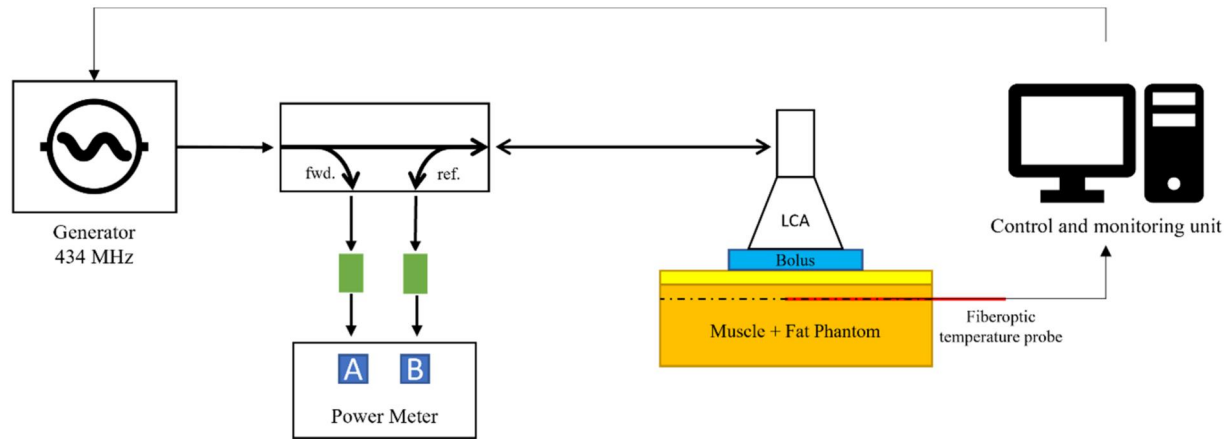 Generator
434 MHz
fwd.
ref.
A
B
Power Meter
LCA
Bolus
Muscle + Fat Phantom
Fiberoptic
temperature probe
Control and monitoring unit